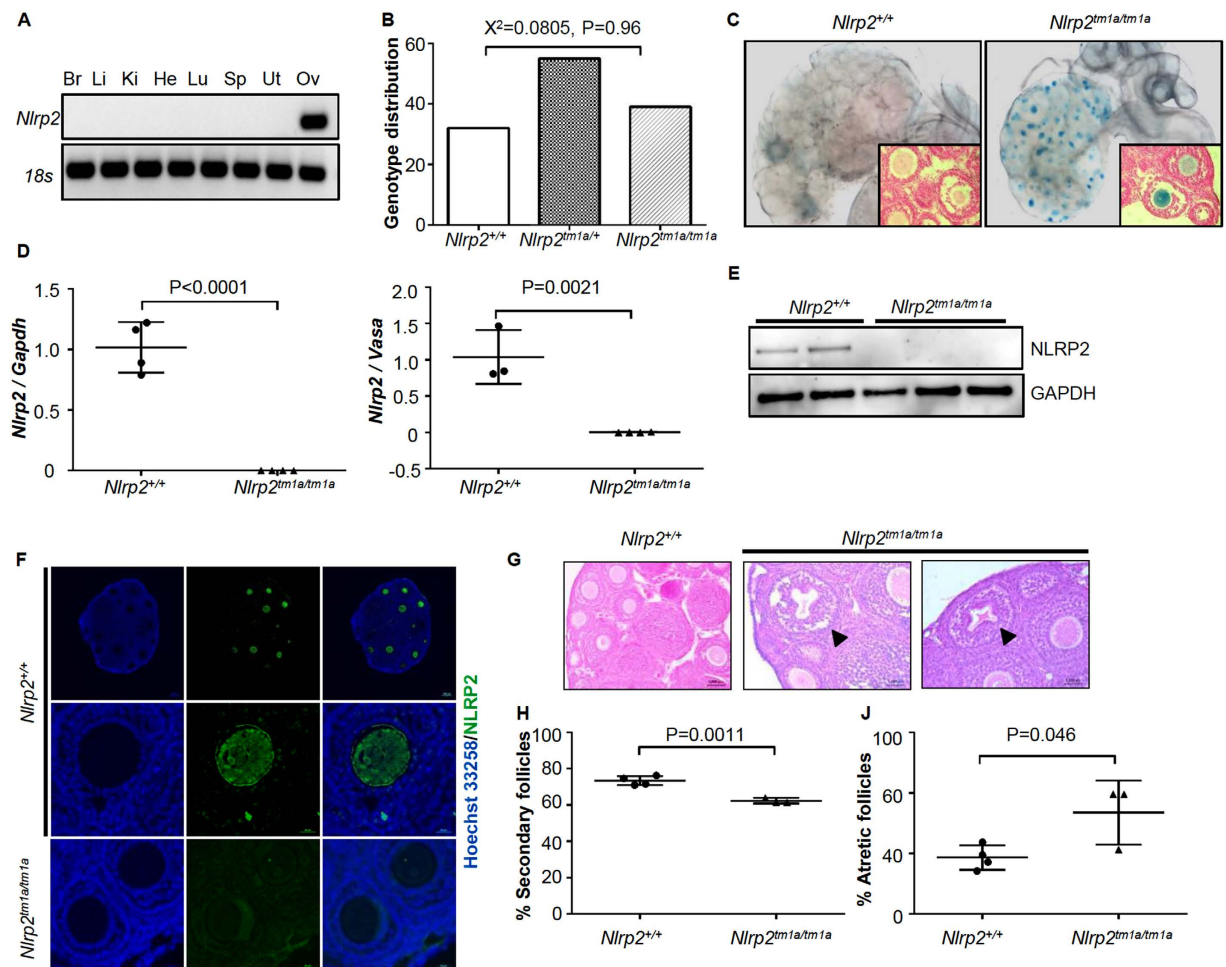 A
Br Li Ki He Lu Sp Ut Ov
Nlrp2
18s
B
X²=0.0805, P=0.96
Genotype distribution
60
40
20
0
Nlrp2+/+ Nlrp2tm1a/+ Nlrp2tm1a/tm1a
C
Nlrp2+/+ Nlrp2tm1a/tm1a
D
P<0.0001
Nlrp2 / Gapdh
1.5
1.0
0.5
0
Nlrp2+/+ Nlrp2tm1a/tm1a
P=0.0021
Nlrp2 / Vasa
2.0
1.5
1.0
0.5
0
-0.5
Nlrp2+/+ Nlrp2tm1a/tm1a
E
Nlrp2+/+ Nlrp2tm1a/tm1a
NLRP2
GAPDH
F
Nlrp2+/+
Nlrp2tm1a/tm1a
Hoechst 33258/NLRP2
G
Nlrp2+/+ Nlrp2tm1a/tm1a
H
P=0.0011
% Secondary follicles
100
80
60
40
20
0
Nlrp2+/+ Nlrp2tm1a/tm1a
J
P=0.046
% Atretic follicles
80
60
40
0
Nlrp2+/+ Nlrp2tm1a/tm1a